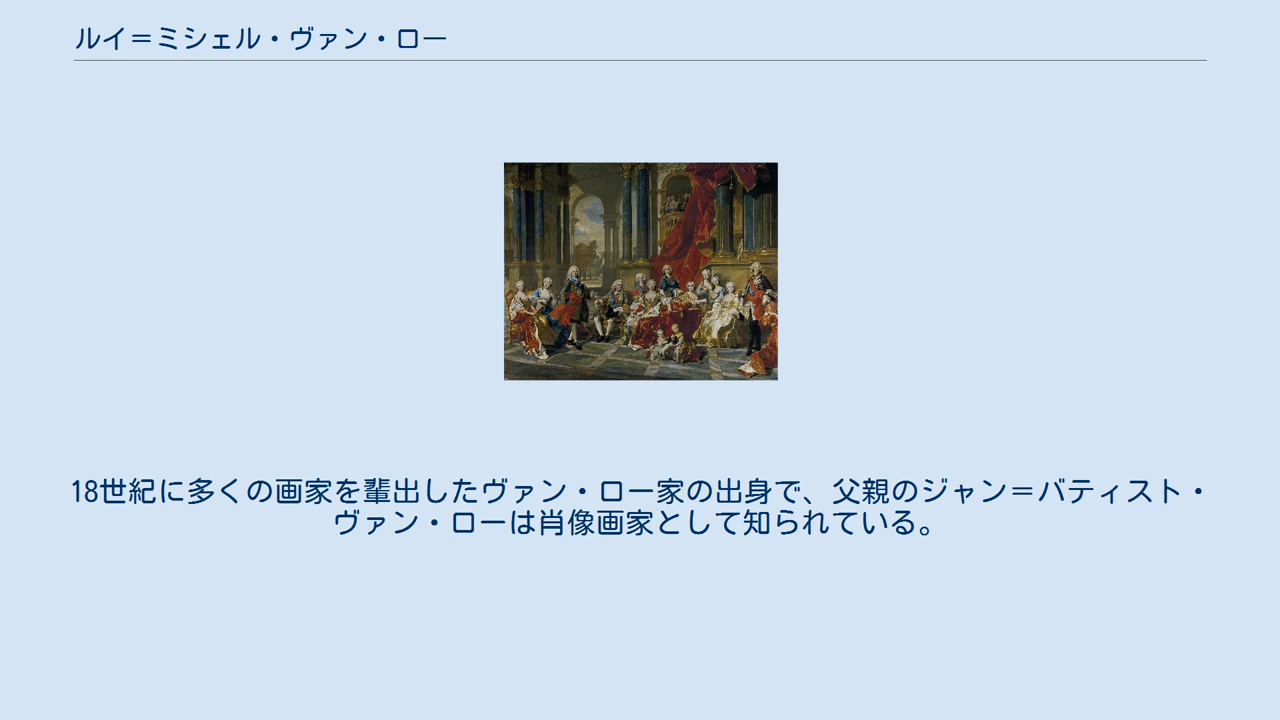 ルイ＝ミシェル・ヴァン・ロー
18世紀に多くの画家を輩出したヴァン・ロー家の出身で、父親のジャン＝バティスト・
ヴァン・ローは肖像画家として知られている。